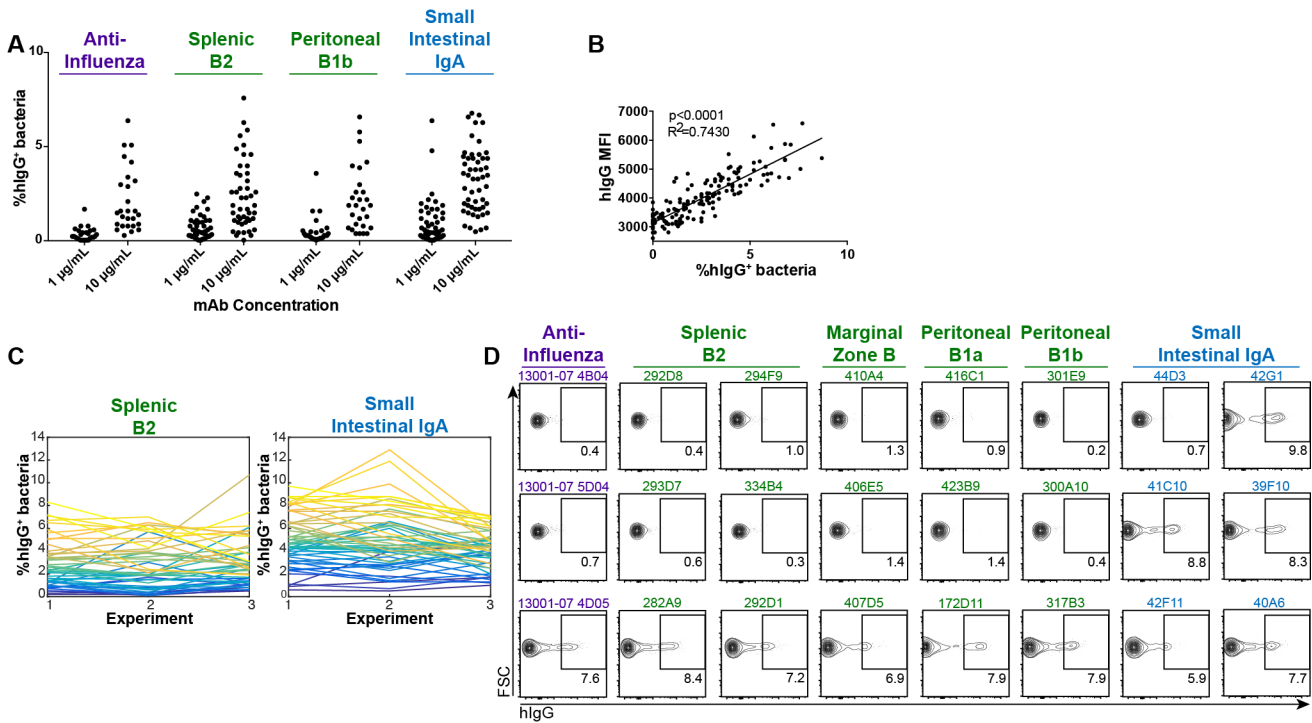 A
Anti-
Influenza
Splenic
B2
Peritoneal
B1b
Small
Intestinal
IgA
%hIgG+ bacteria
10
5
0
1 µg/mL
10 µg/mL
1 µg/mL
10 µg/mL
1 µg/mL
10 µg/mL
1 µg/mL
10 µg/mL
mAb Concentration
B
hIgG MFI
7000
6000
5000
4000
3000
p<0.0001
R2=0.7430
0
5
10
%hIgG+ bacteria
C
Splenic
B2
%hIgG+ bacteria
14
12
10
8
6
4
2
0
1
2
3
Experiment
Small
Intestinal IgA
%hIgG+ bacteria
14
12
10
8
6
4
2
0
1
2
3
Experiment
D
Anti-
Influenza
Splenic
B2
Marginal
Zone B
Peritoneal
B1a
Peritoneal
B1b
Small
Intestinal IgA
13001-07 4B04 292D8 294F9 410A4 416C1 301E9 44D3 42G1
0.4 0.4 1.0 1.3 0.9 0.2 0.7 9.8
13001-07 5D04 293D7 334B4 406E5 423B9 300A10 41C10 39F10
0.7 0.6 0.3 1.4 1.4 0.4 8.8 8.3
13001-07 4D05 282A9 292D1 407D5 172D11 317B3 42F11 40A6
7.6 8.4 7.2 6.9 7.9 7.9 5.9 7.7
FSC
hIgG